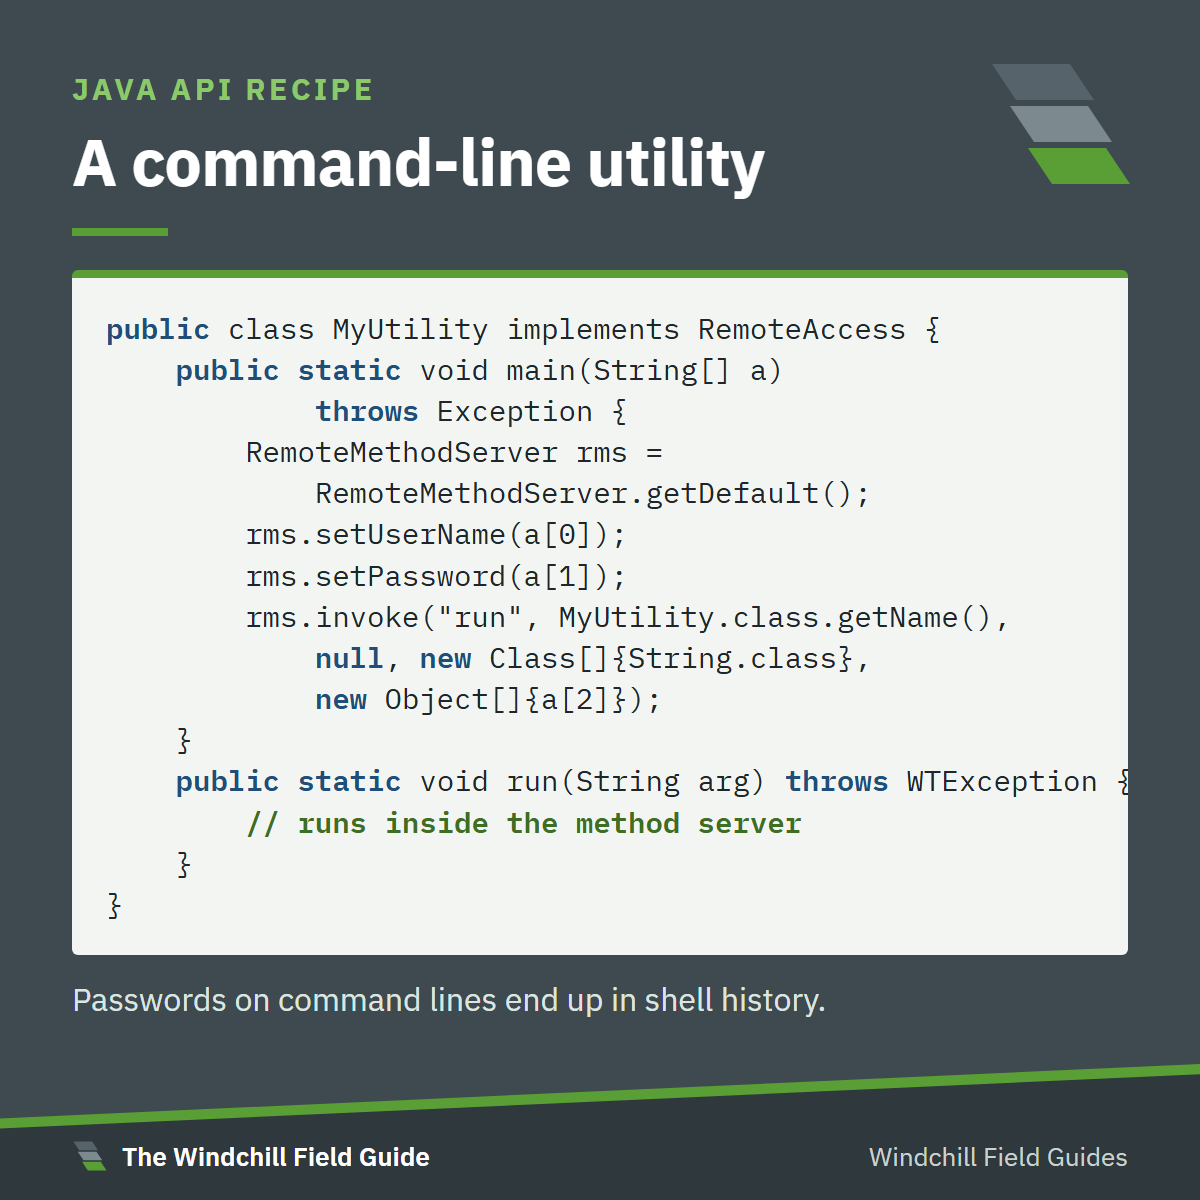 JAVA API RECIPE
A command-line utility
public class MyUtility implements RemoteAccess {
    public static void main(String[] a)
            throws Exception {
        RemoteMethodServer rms =
            RemoteMethodServer.getDefault();
        rms.setUserName(a[0]);
        rms.setPassword(a[1]);
        rms.invoke("run", MyUtility.class.getName(),
            null, new Class[]{String.class},
            new Object[]{a[2]});
    }
    public static void run(String arg) throws WTException {
        // runs inside the method server
    }
}
Passwords on command lines end up in shell history.
The Windchill Field Guide
Windchill Field Guides